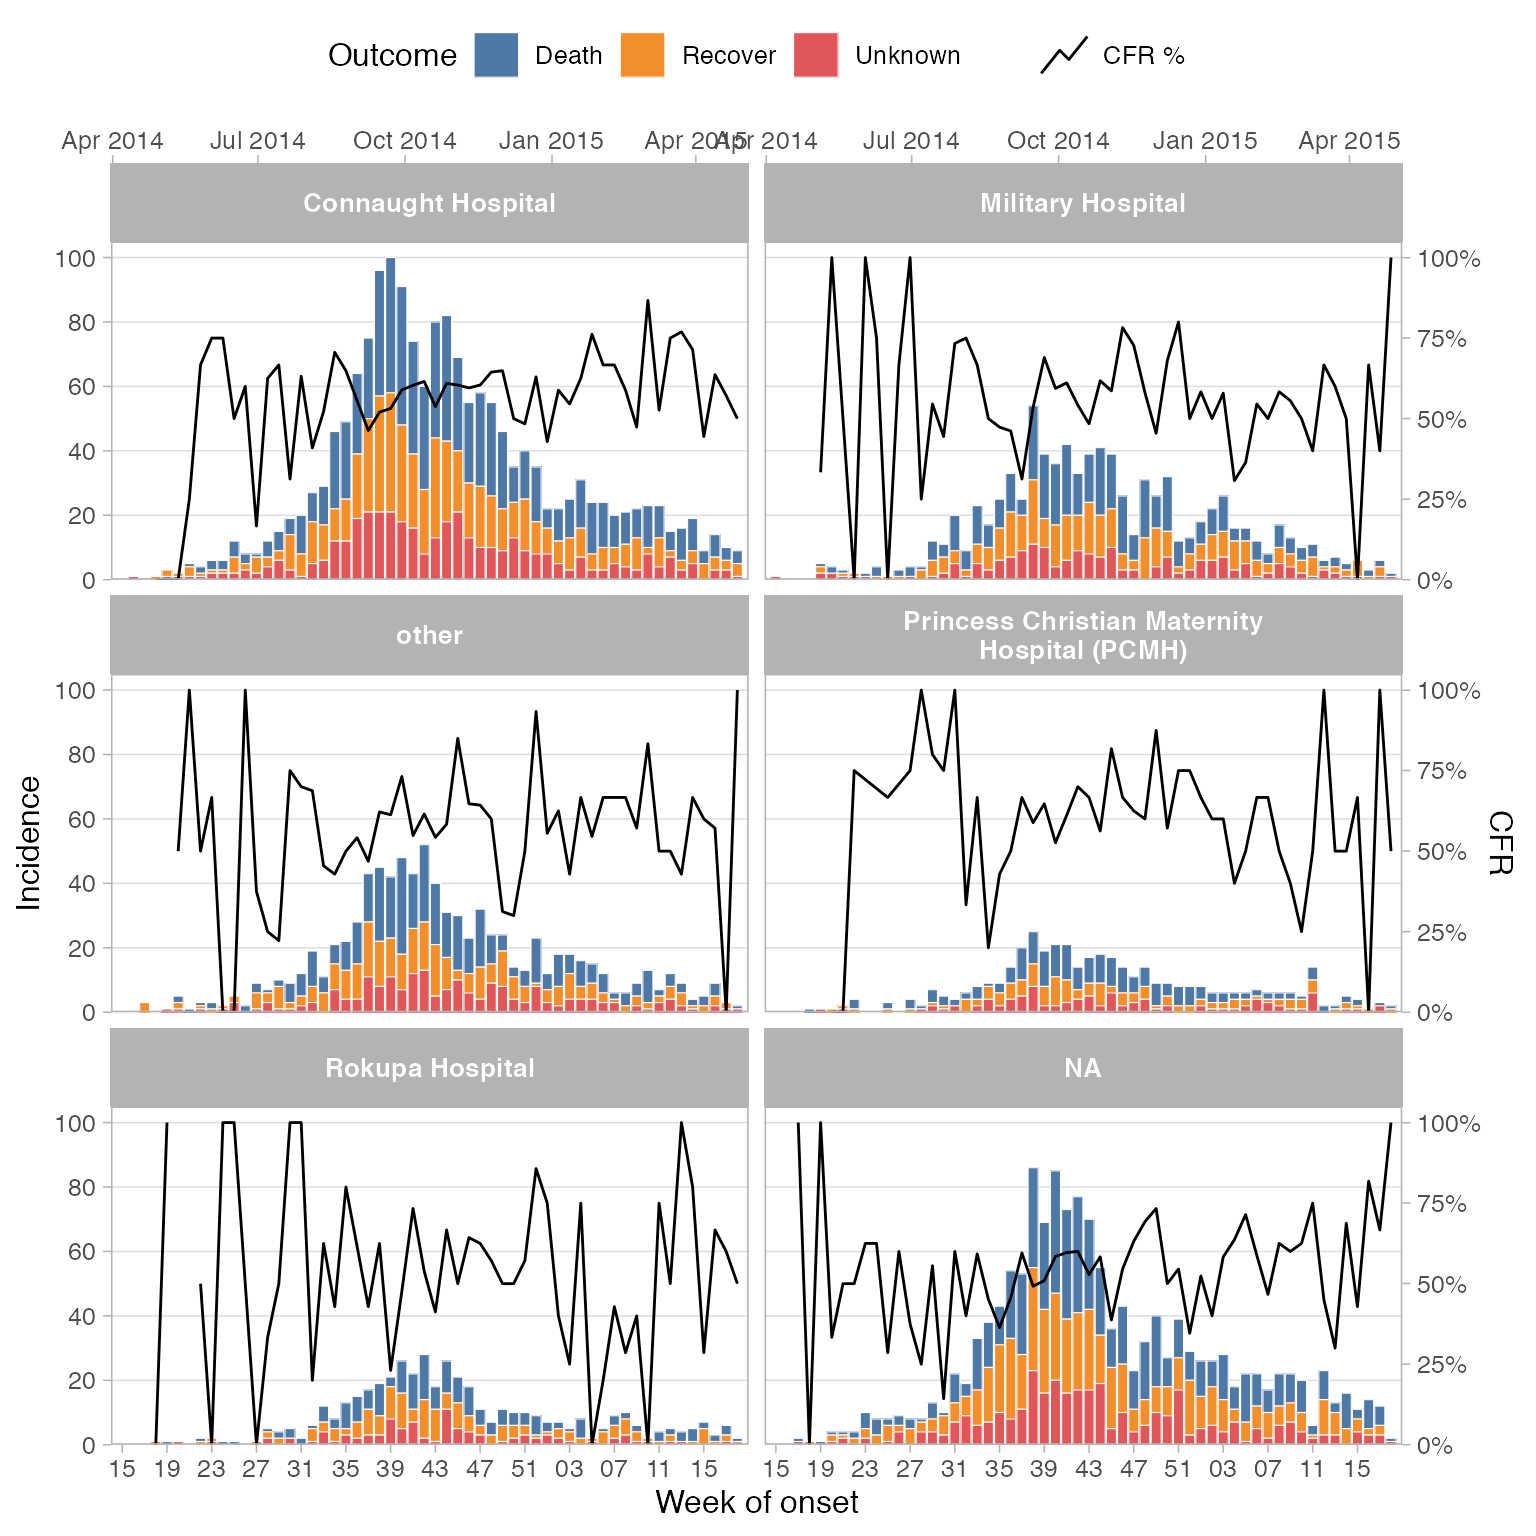 Outcome Death Recover Unknown CFR %
Apr 2014 Jul 2014 Oct 2014 Jan 2015 Apr 2015 Apr 2014 Jul 2014 Oct 2014 Jan 2015 Apr 2015
Connaught Hospital Military Hospital
100 100%
80 75%
60 50%
40 25%
20 0%
0
other Princess Christian Maternity
Hospital (PCMH)
100 100%
80 75%
60 50%
40 25%
20 0%
0
Incidence
CFR
Rokupa Hospital NA
100 100%
80 75%
60 50%
40 25%
20 0%
0
15 19 23 27 31 35 39 43 47 51 03 07 11 15 15 19 23 27 31 35 39 43 47 51 03 07 11 15
Week of onset